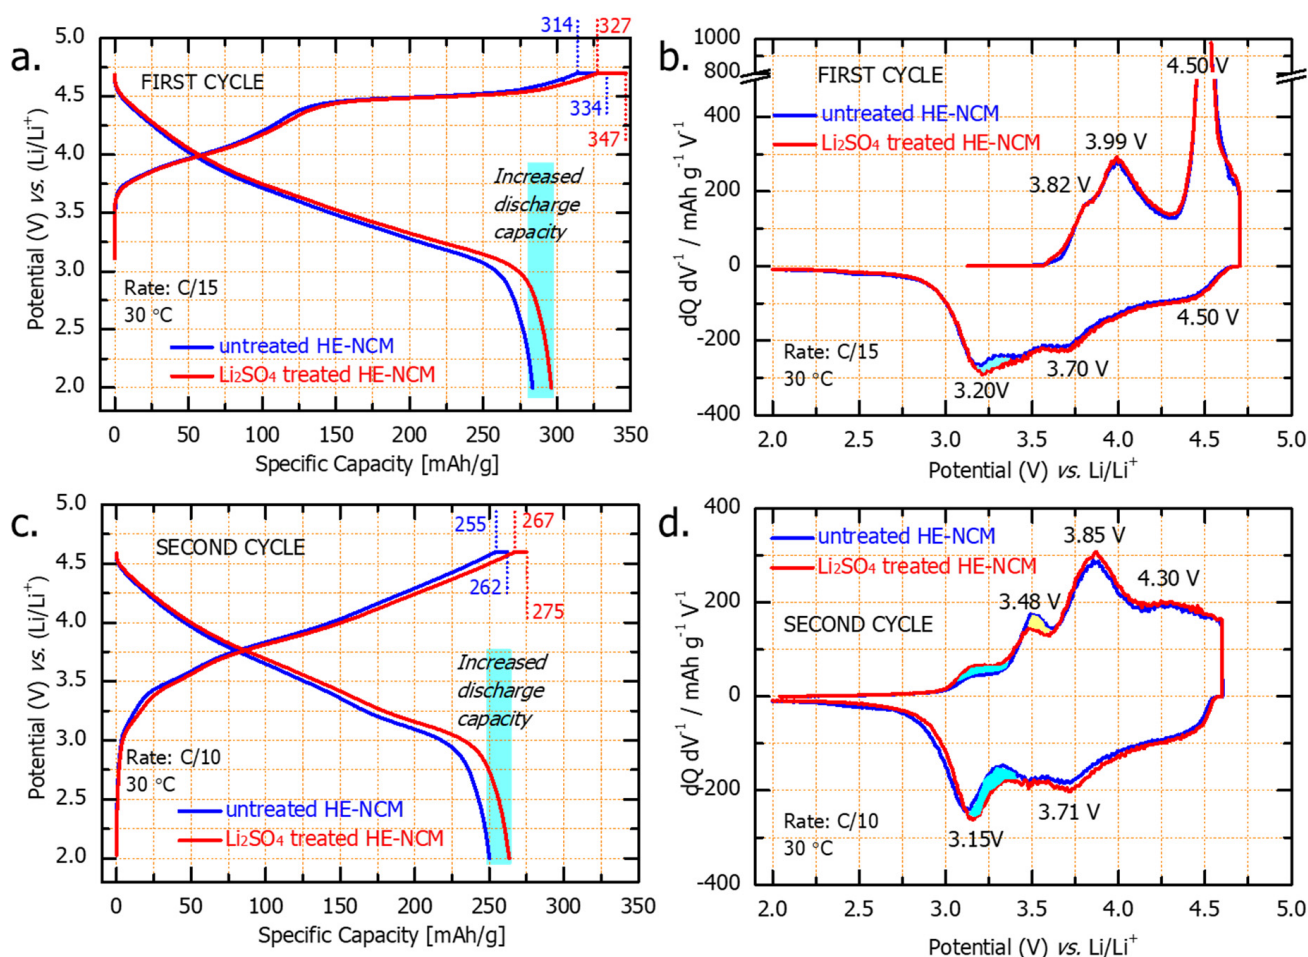 a.
314
327
FIRST CYCLE
334
347
Increased
discharge
capacity
Rate: C/15
30 °C
untreated HE-NCM
Li₂SO₄ treated HE-NCM
5.0
4.5
4.0
3.5
3.0
2.5
2.0
Potential (V) vs. (Li/Li⁺)
0 50 100 150 200 250 300 350
Specific Capacity [mAh/g]
b.
1000
800
400
200
0
-200
-400
dQ dV⁻¹ / mAh g⁻¹ V⁻¹
FIRST CYCLE
4.50 V
untreated HE-NCM
Li₂SO₄ treated HE-NCM
3.99 V
3.82 V
4.50 V
3.70 V
3.20V
Rate: C/15
30 °C
2.0 2.5 3.0 3.5 4.0 4.5 5.0
Potential (V) vs. Li/Li⁺
c.
255
267
SECOND CYCLE
262
275
Increased
discharge
capacity
Rate: C/10
30 °C
untreated HE-NCM
Li₂SO₄ treated HE-NCM
5.0
4.5
4.0
3.5
3.0
2.5
2.0
Potential (V) vs. (Li/Li⁺)
0 50 100 150 200 250 300 350
Specific Capacity [mAh/g]
d.
400
200
0
-200
-400
dQ dV⁻¹ / mAh g⁻¹ V⁻¹
untreated HE-NCM
3.85 V
Li₂SO₄ treated HE-NCM
4.30 V
3.48 V
SECOND CYCLE
3.71 V
3.15V
Rate: C/10
30 °C
2.0 2.5 3.0 3.5 4.0 4.5 5.0
Potential (V) vs. Li/Li⁺